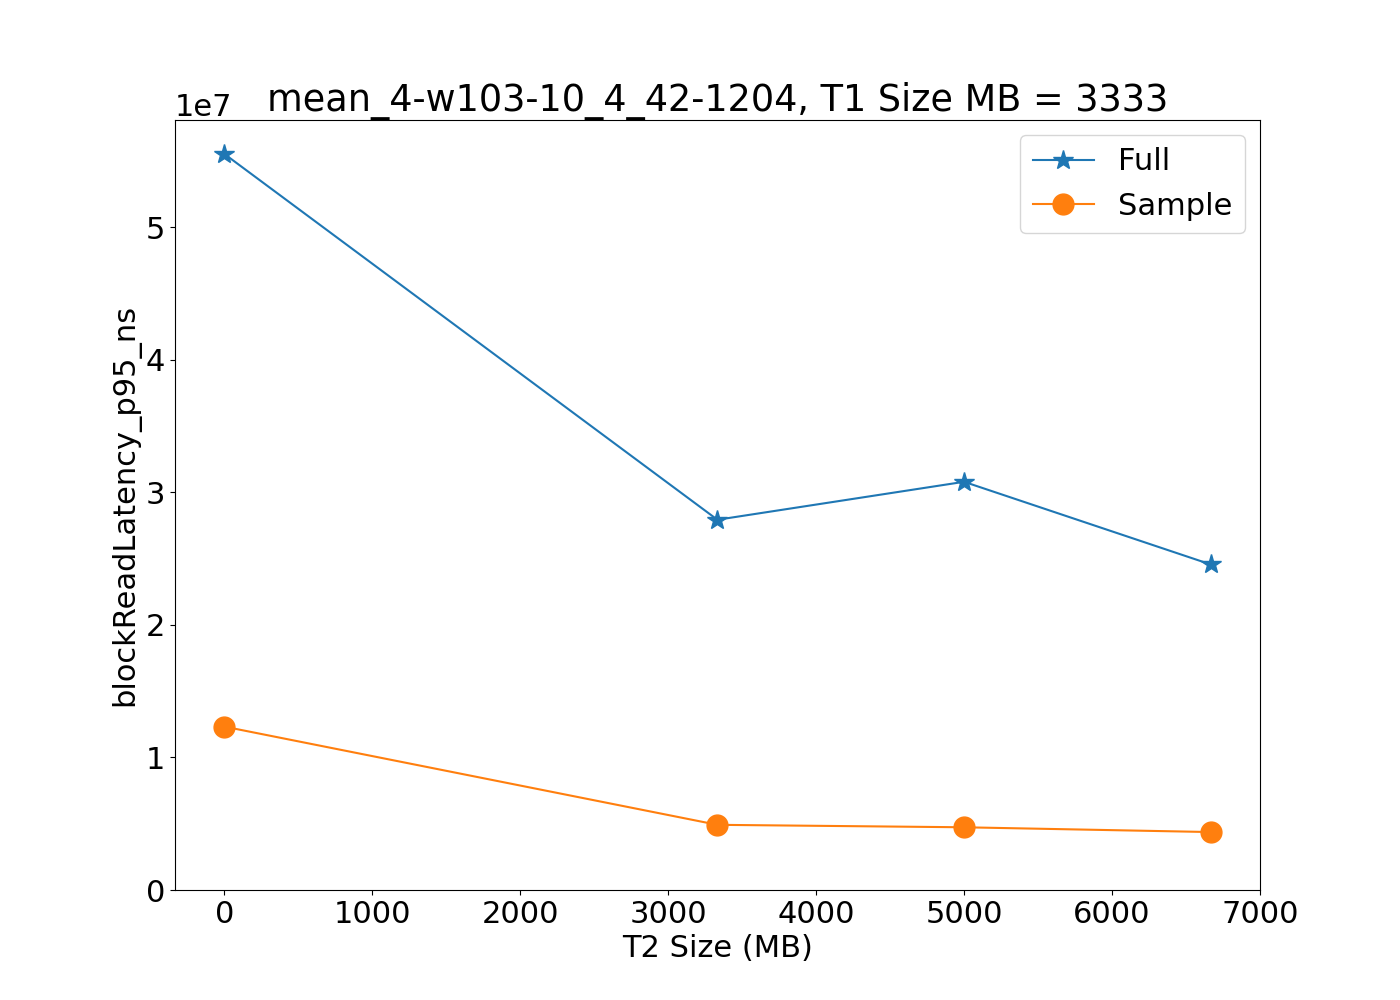 mean_4-w103-10_4_42-1204, T1 Size MB = 3333
1e7
Full
Sample
5
4
3
2
1
0
blockReadLatency_p95_ns
0 1000 2000 3000 4000 5000 6000 7000
T2 Size (MB)